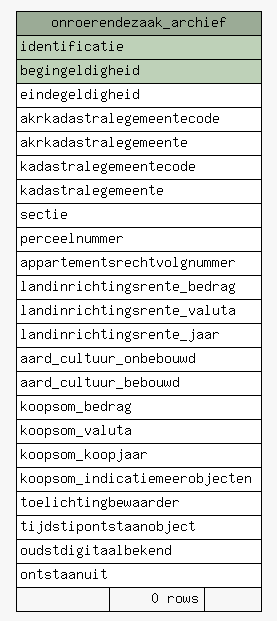 onroerendezaak_archief
identificatie
begingeldigheid
eindegeldigheid
akrkadastralegemeentecode
akrkadastralegemeente
kadastralegemeentecode
kadastralegemeente
sectie
perceelnummer
appartementsrechtvolgnummer
landinrichtingsrente_bedrag
landinrichtingsrente_valuta
landinrichtingsrente_jaar
aard_cultuur_onbebouwd
aard_cultuur_bebouwd
koopsom_bedrag
koopsom_valuta
koopsom_koopjaar
koopsom_indicatiemeerobjecten
toelichtingbewaarder
tijdstipontstaanobject
oudstdigitaalbekend
ontstaanuit
0 rows